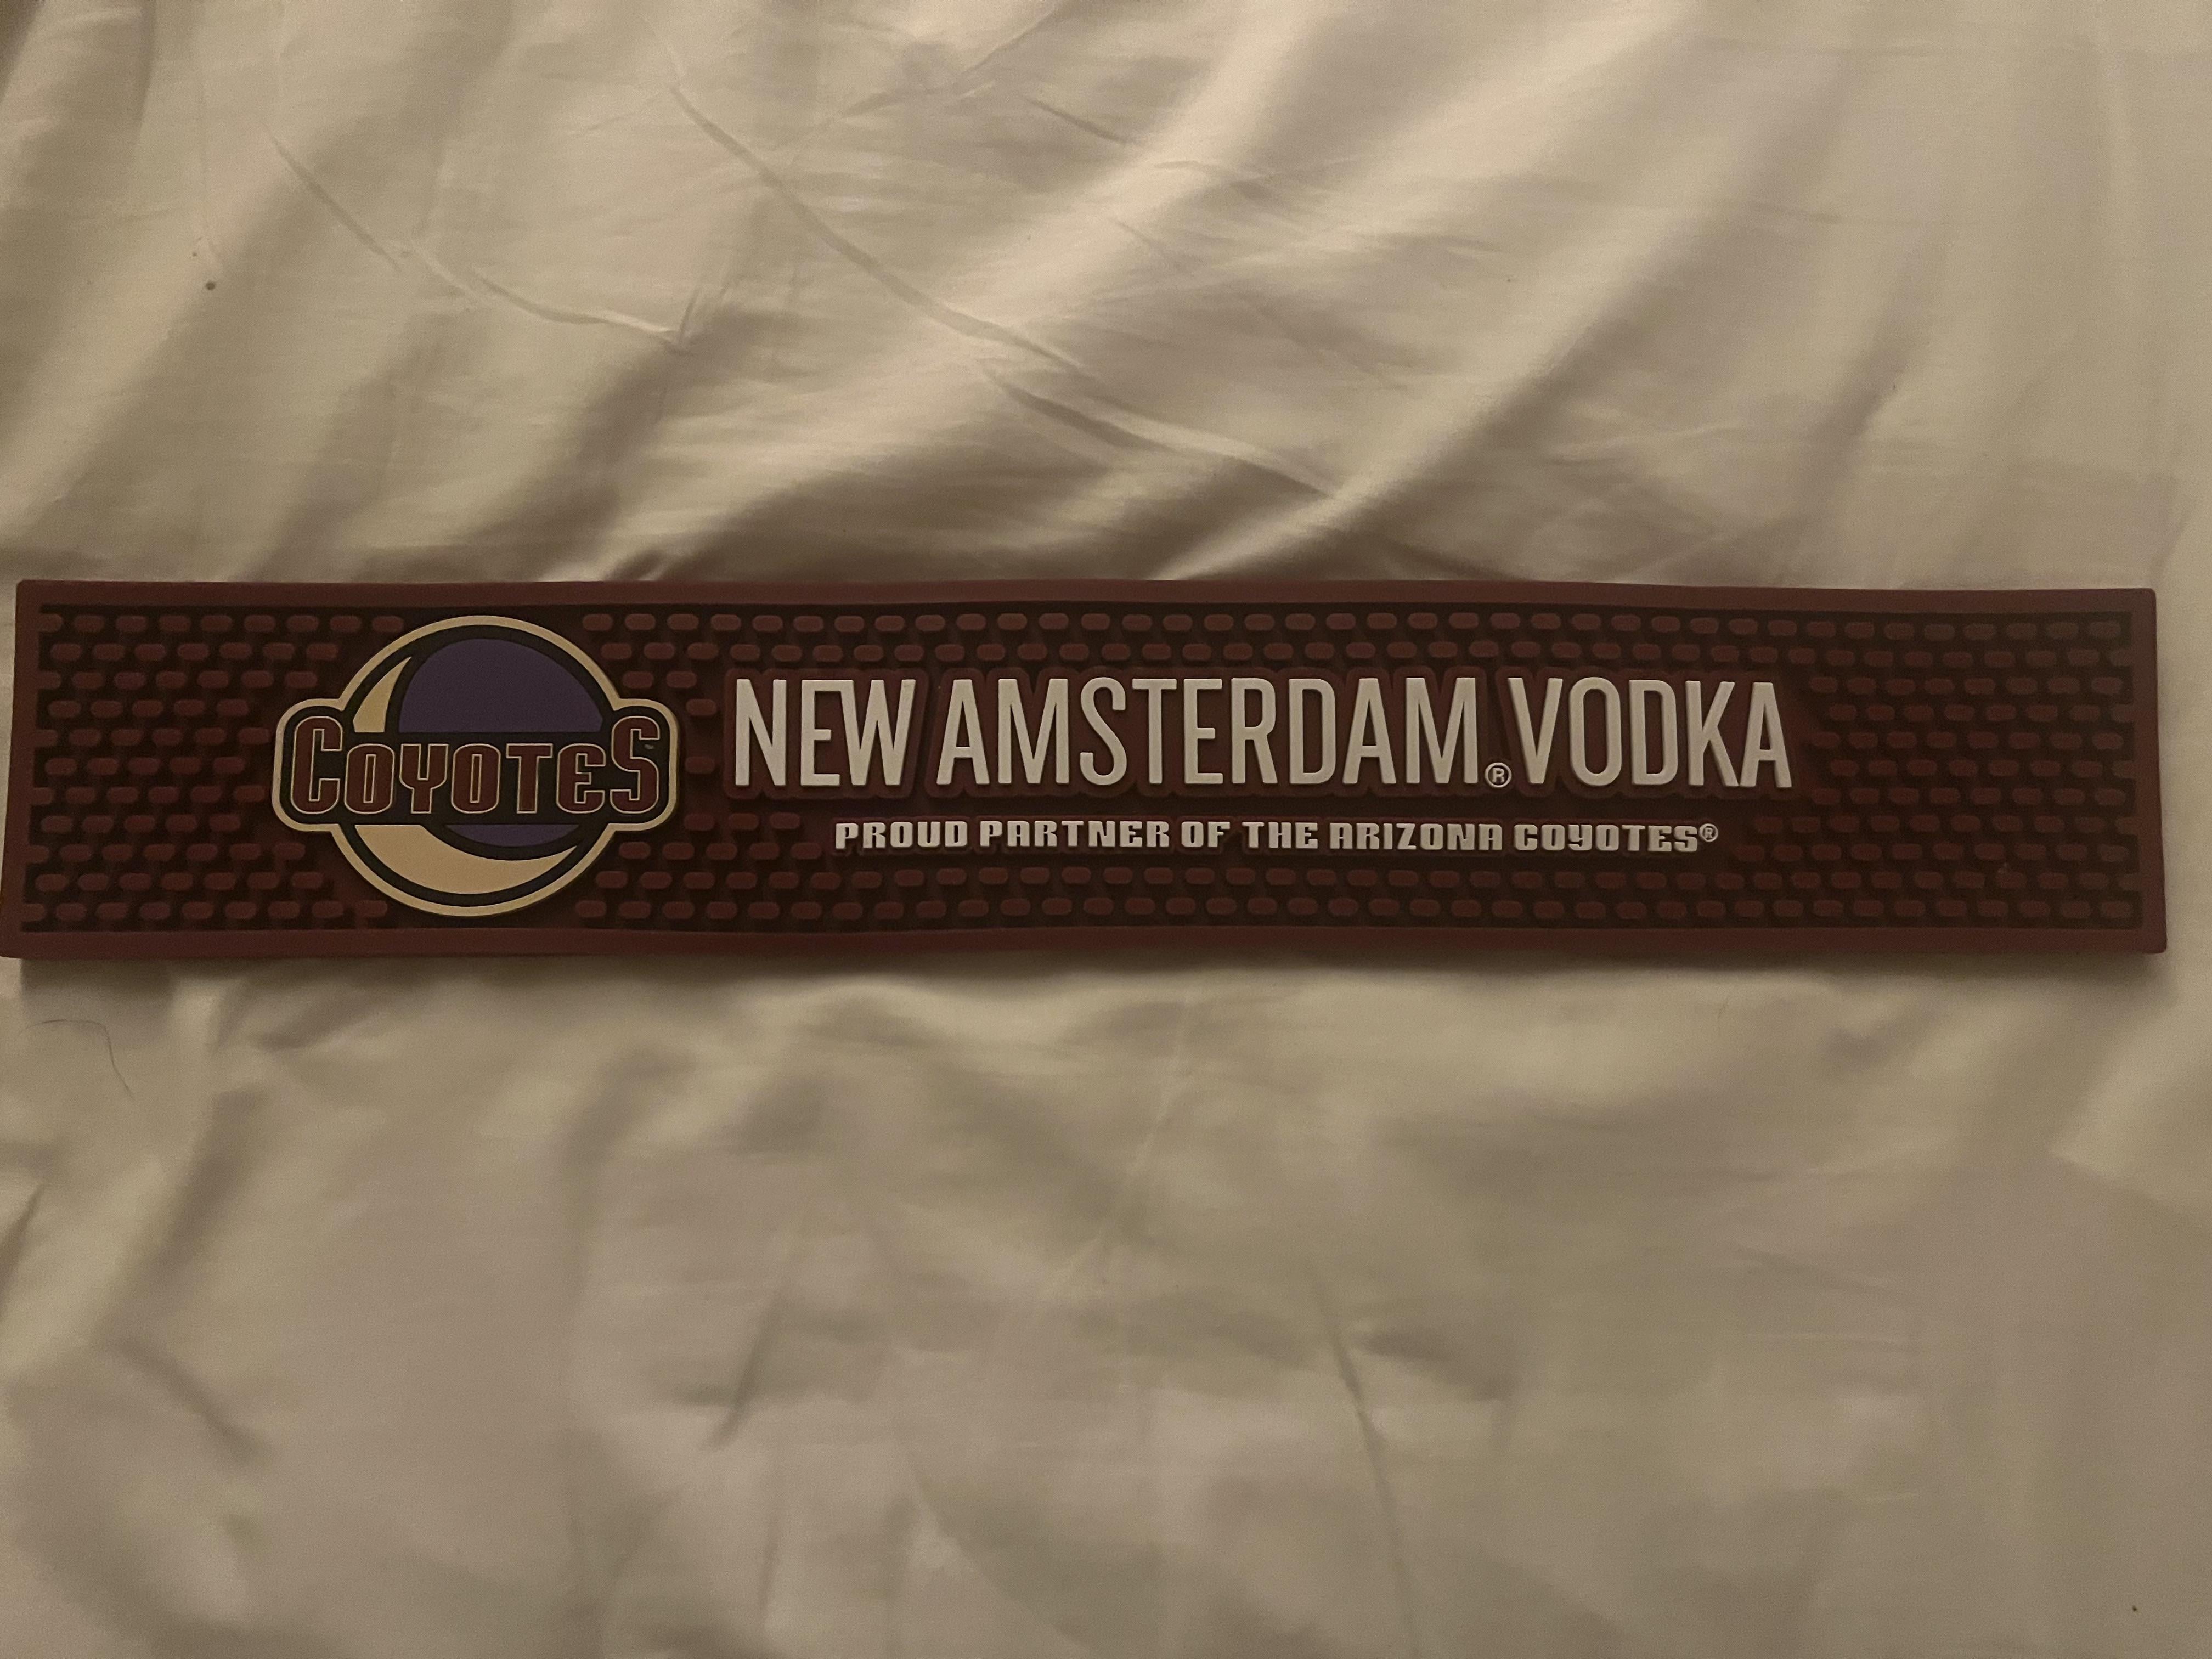 COYOTES
NEW AMSTERDAM® VODKA
PROUD PARTNER OF THE ARIZONA COYOTES®